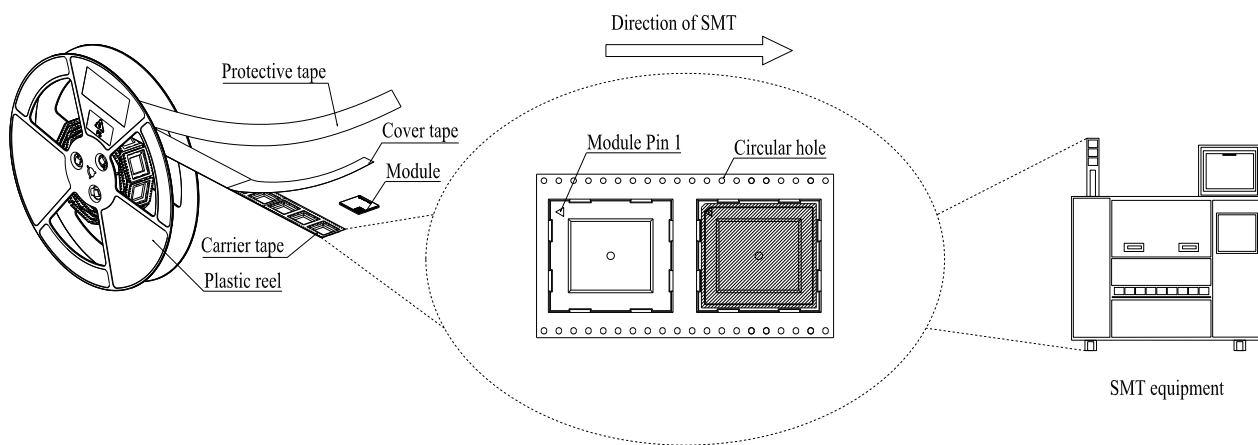 Direction of SMT
Protective tape
Cover tape
Module
Module Pin 1
Circular hole
Carrier tape
Plastic reel
SMT equipment